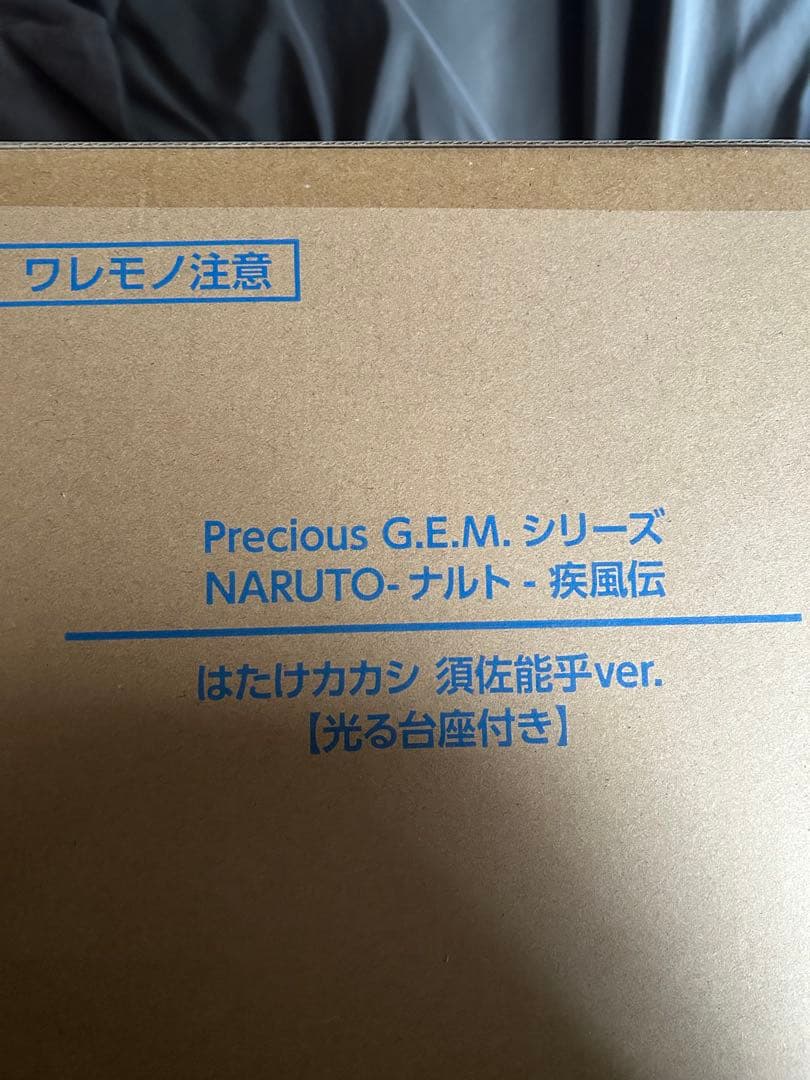 ワレモノ注意
Precious G.E.M. シリーズ
NARUTO-ナルト- 疾風伝
はたけカカシ 須佐能乎ver.
【光る台座付き】